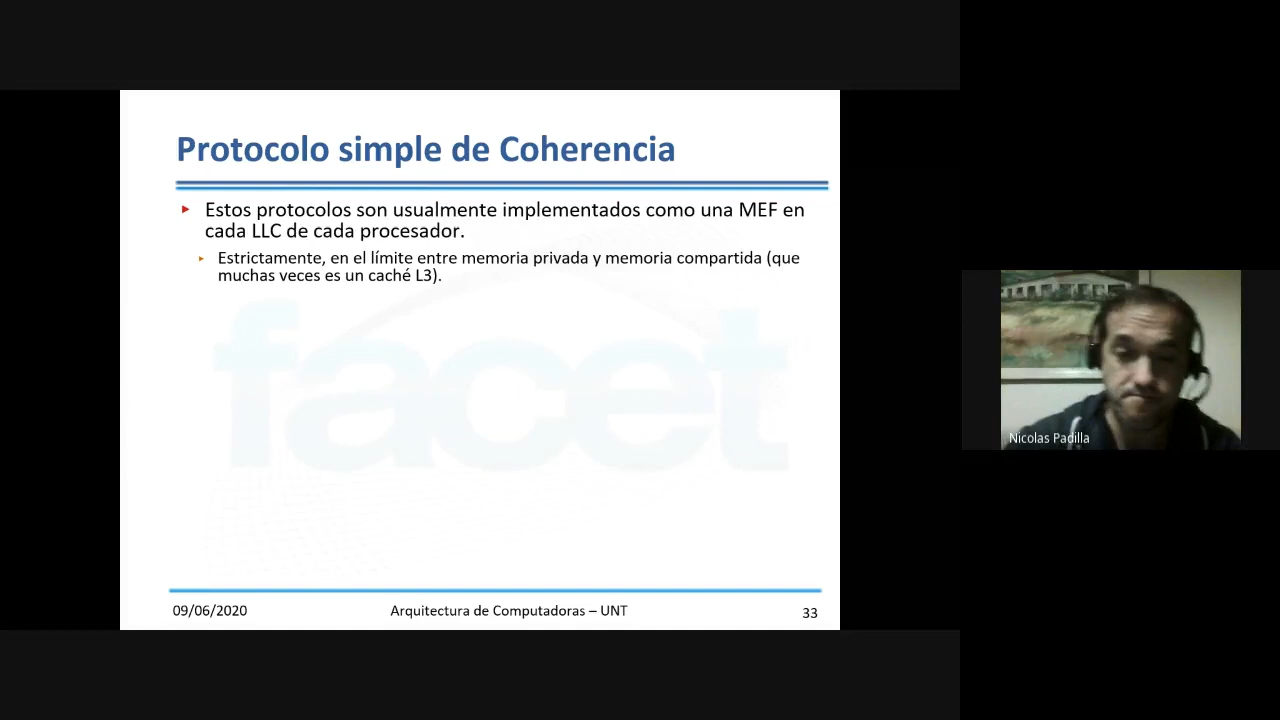 Protocolo simple de Coherencia
Estos protocolos son usualmente implementados como una MEF en
cada LLC de cada procesador.
Estrictamente, en el límite entre memoria privada y memoria compartida (que
muchas veces es un caché L3).
facet
09/06/2020
Arquitectura de Computadoras – UNT
33
Nicolas Padilla